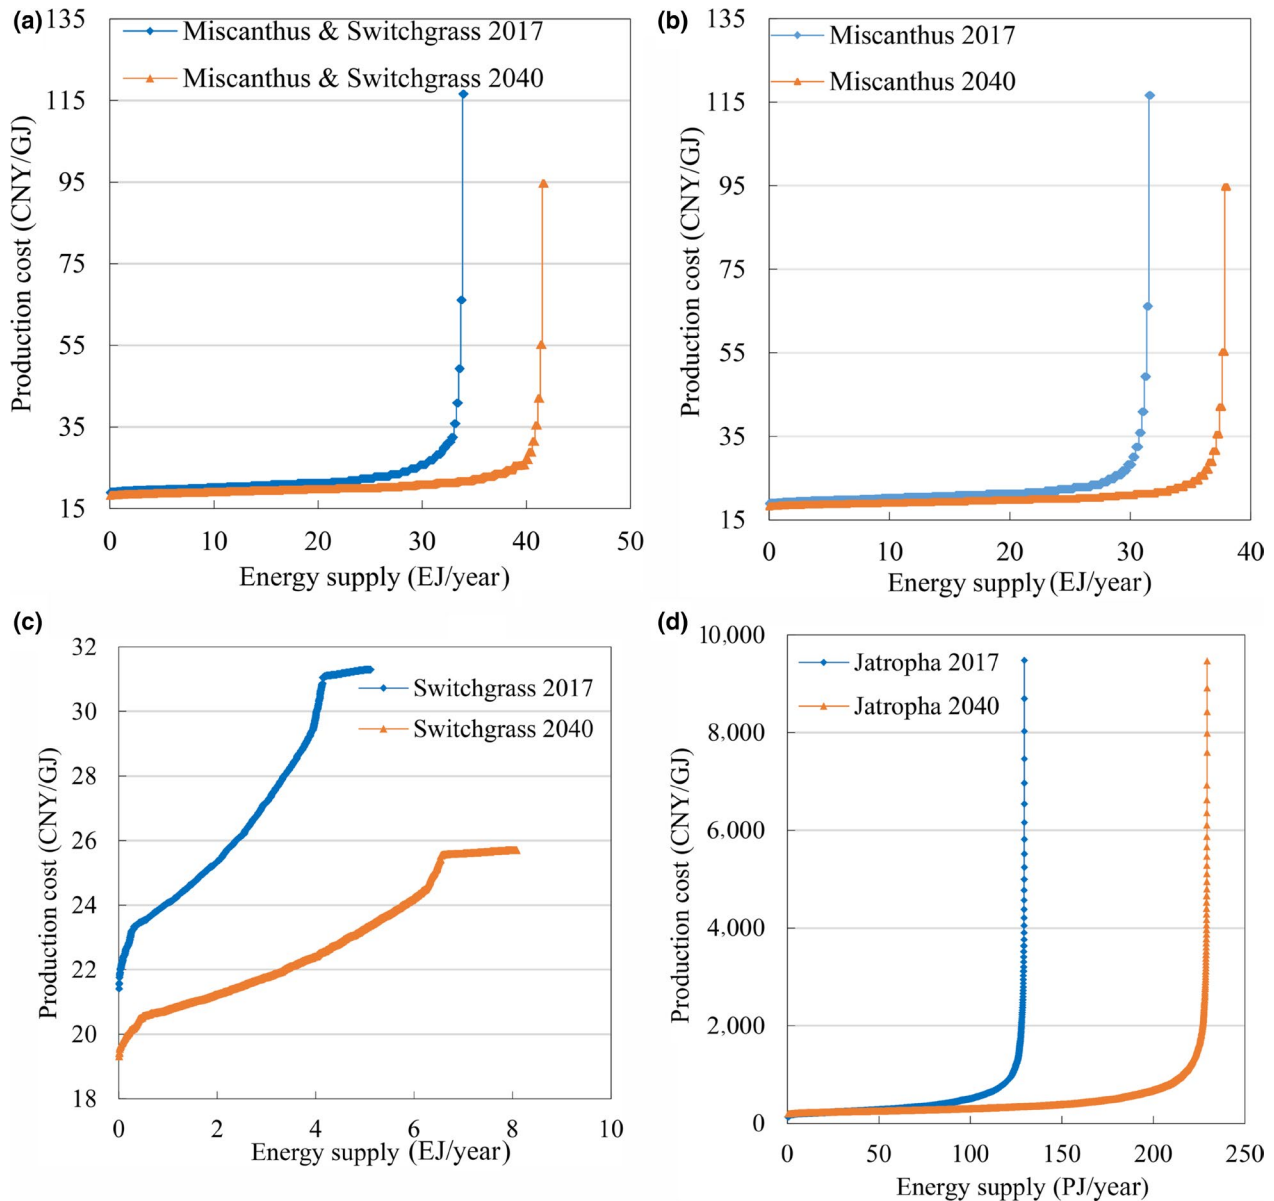 (a)
Production cost (CNY/GJ)
135
115
95
75
55
35
15
Miscanthus & Switchgrass 2017
Miscanthus & Switchgrass 2040
0 10 20 30 40 50
Energy supply (EJ/year)
(b)
Production cost (CNY/GJ)
135
115
95
75
55
35
15
Miscanthus 2017
Miscanthus 2040
0 10 20 30 40
Energy supply (EJ/year)
(c)
Production cost (CNY/GJ)
32
30
28
26
24
22
20
18
Switchgrass 2017
Switchgrass 2040
0 2 4 6 8 10
Energy supply (EJ/year)
(d)
Production cost (CNY/GJ)
10,000
8,000
6,000
4,000
2,000
0
Jatropha 2017
Jatropha 2040
0 50 100 150 200 250
Energy supply (PJ/year)